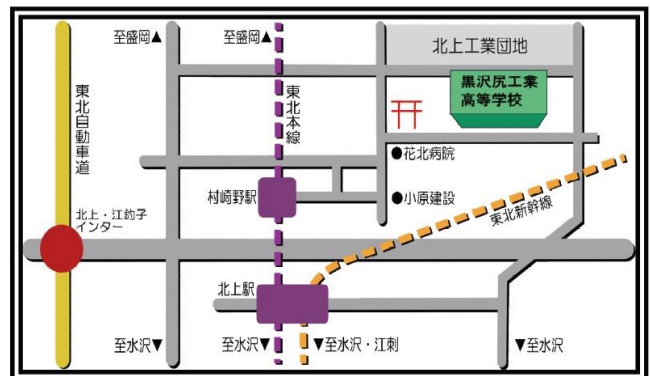 至盛岡▲
至盛岡▲
北上工業団地
黒沢尻工業
高等学校
東北自動車道
東北本線
●花北病院
村崎野駅
●小原建設
北上・江釣子
インター
東北新幹線
北上駅
至水沢▼
至水沢▼
▼至水沢・江刺
▼至水沢